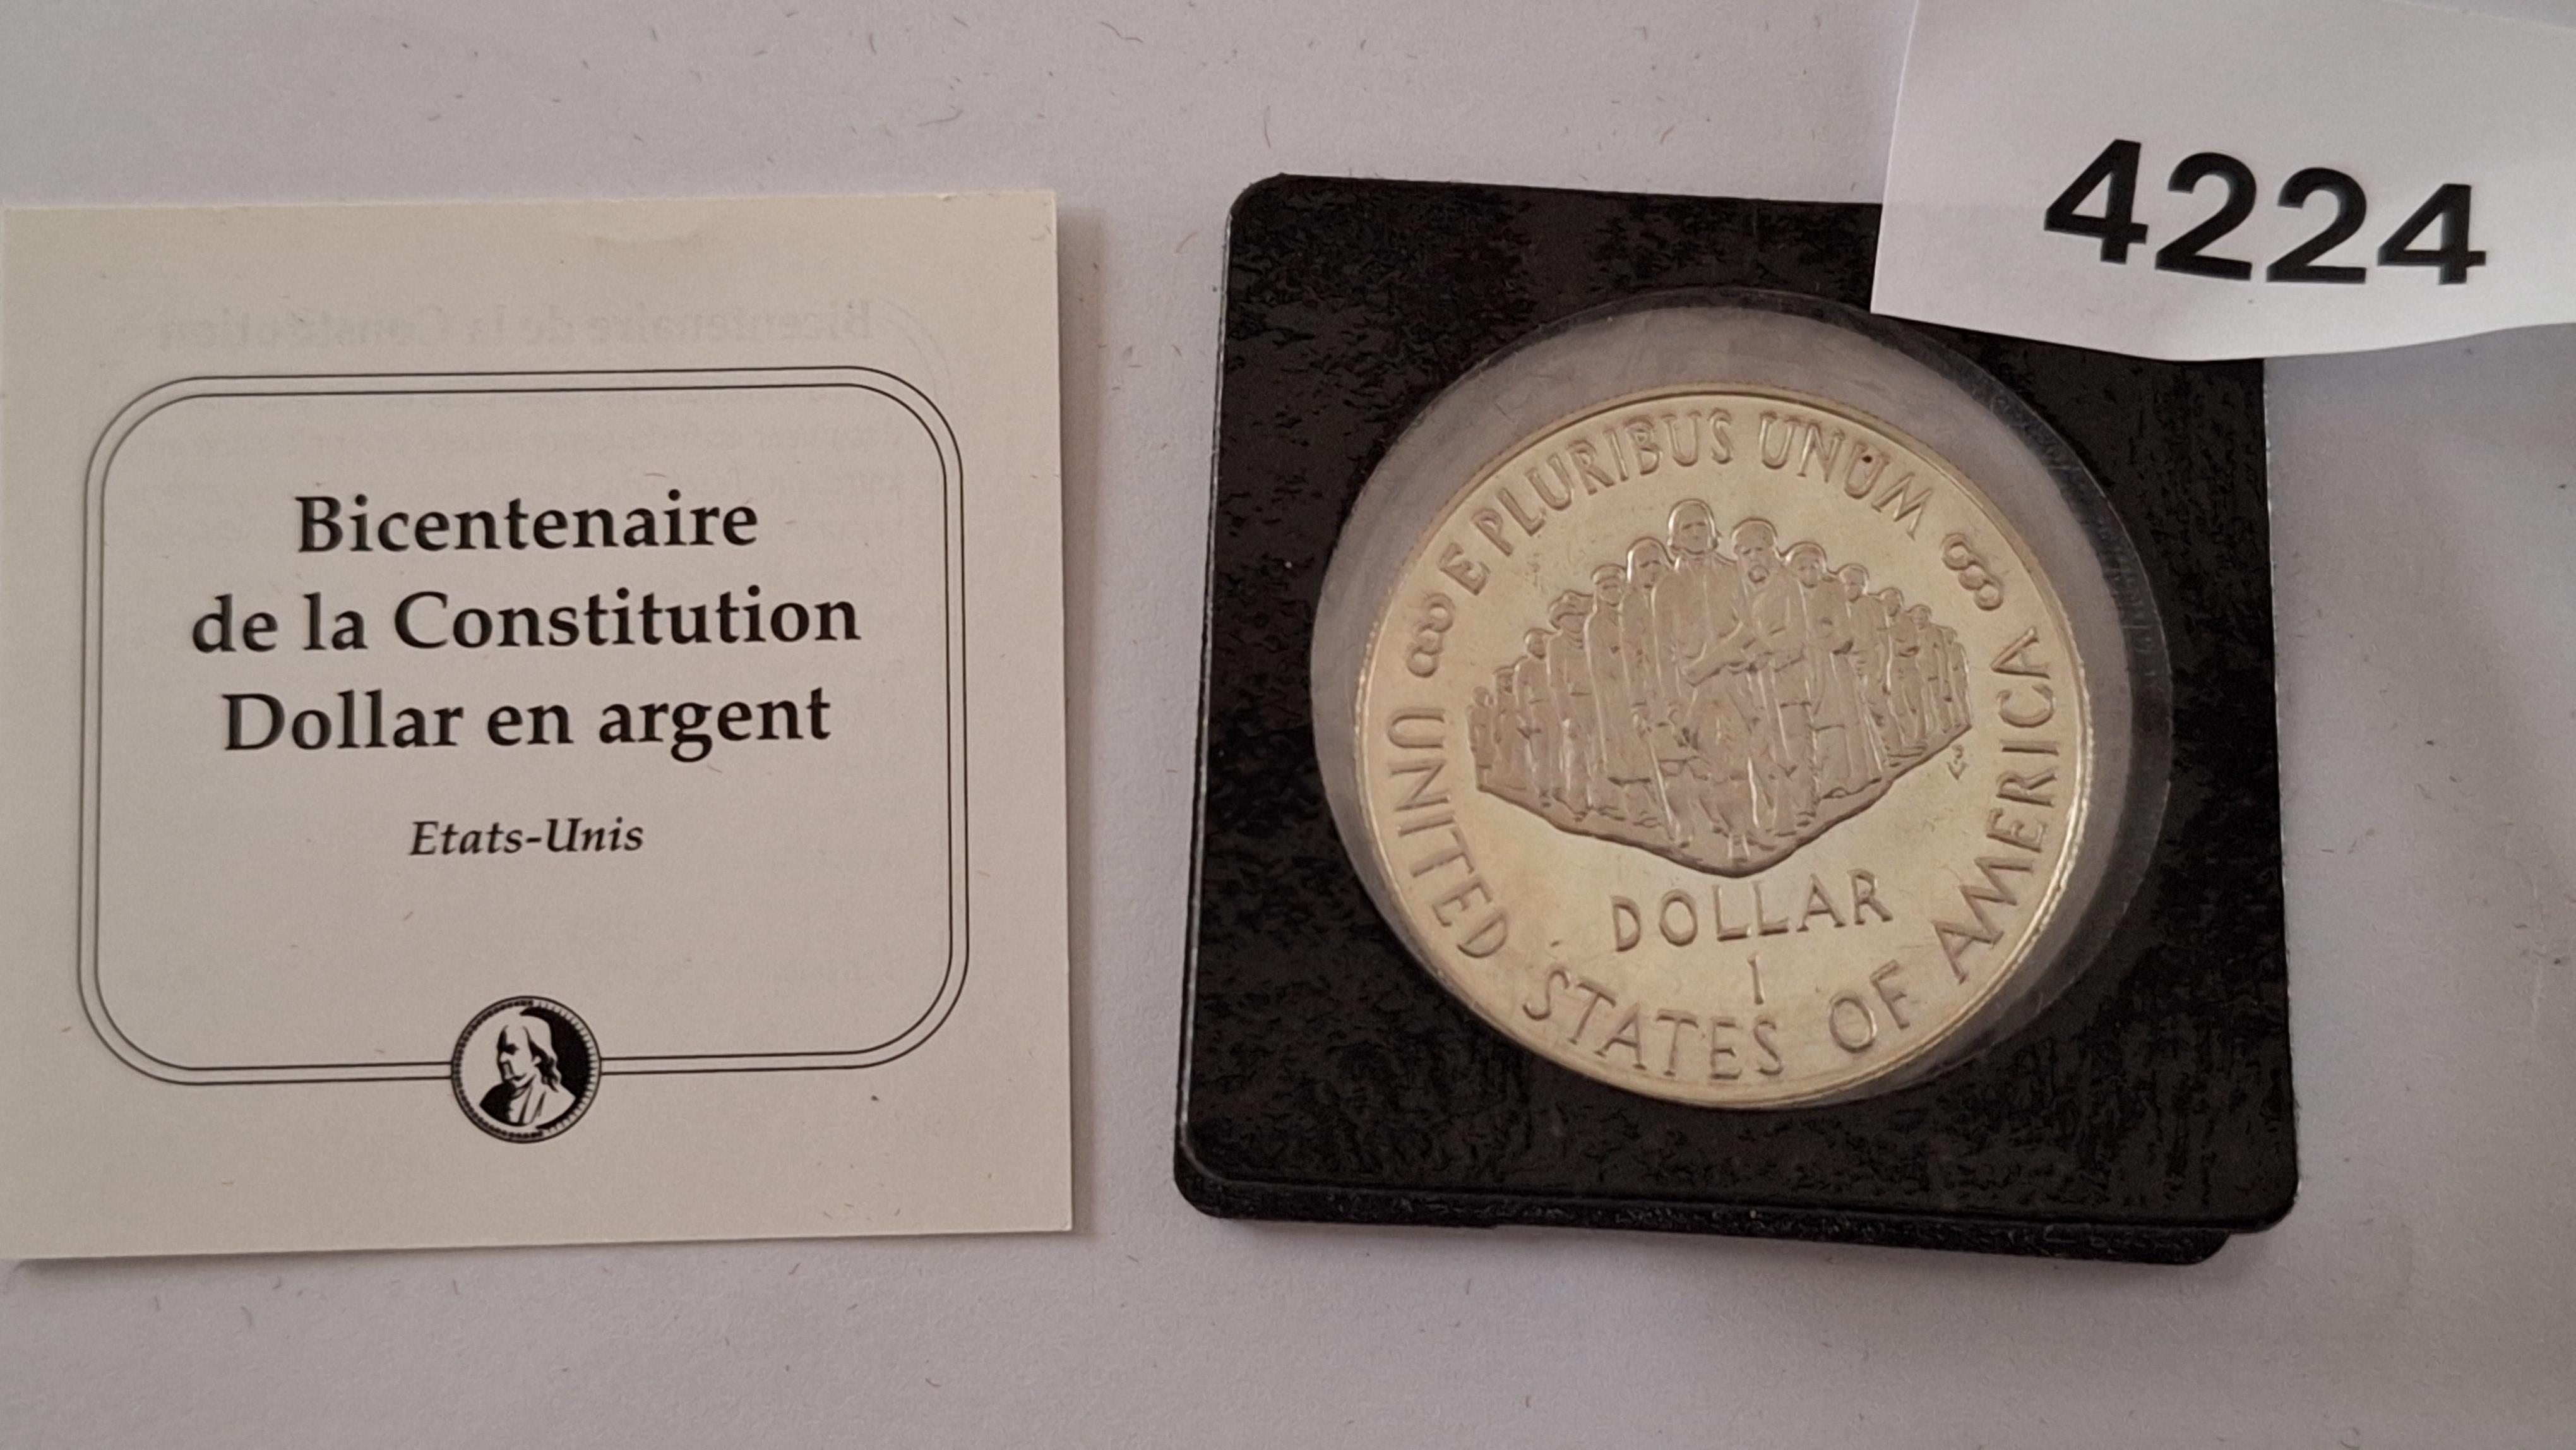 Bicentenaire
de la Constitution
Dollar en argent
Etats-Unis
4224
E PLURIBUS UNUM
DOLLAR
1
UNITED STATES OF AMERICA